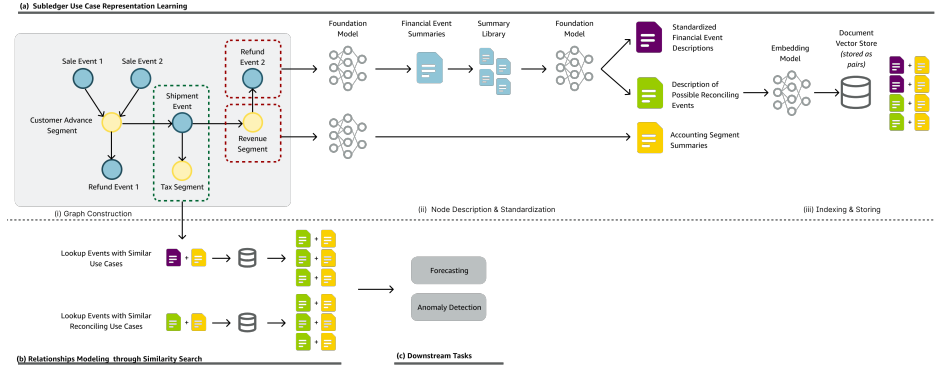 (a) Subledger Use Case Representation Learning
Sale Event 1
Sale Event 2
Refund
Event 2
Shipment
Event
Customer Advance
Segment
Revenue
Segment
Refund Event 1
Tax Segment
(i) Graph Construction
Foundation
Model
Financial Event
Summaries
Summary
Library
Foundation
Model
Standardized
Financial Event
Descriptions
Description of
Possible Reconciling
Events
Accounting Segment
Summaries
(ii) Node Description & Standardization
Embedding
Model
Document
Vector Store
(stored as
pairs)
+
+
+
+
(iii) Indexing & Storing
Lookup Events with Similar
Use Cases
+
+
+
+
Lookup Events with Similar
Reconciling Use Cases
+
+
+
+
(b) Relationships Modeling through Similarity Search
Forecasting
Anomaly Detection
(c) Downstream Tasks